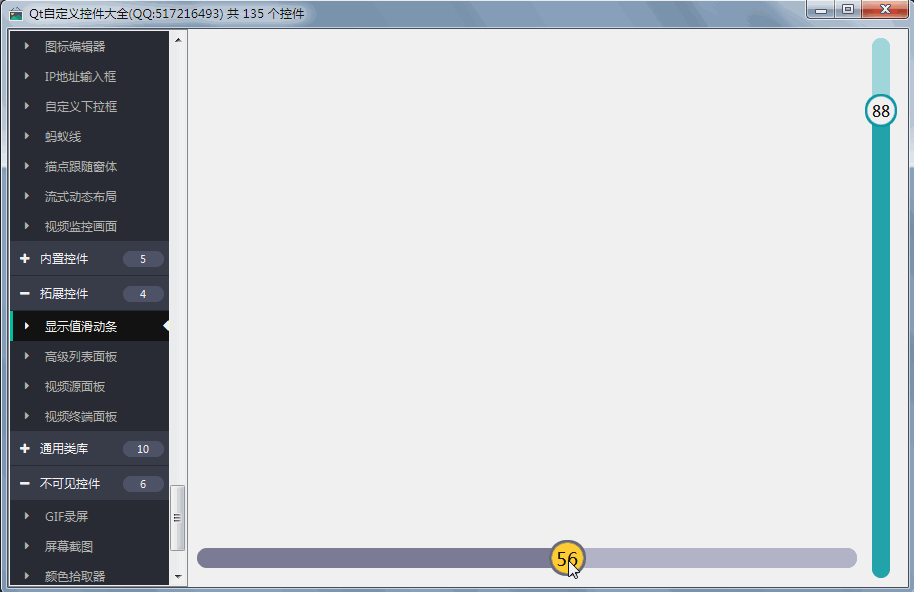 Qt自定义控件大全(QQ:517216493) 共 135 个控件
图标编辑器
IP地址输入框
自定义下拉框
蚂蚁线
描点跟随窗体
流式动态布局
视频监控画面
内置控件 5
拓展控件 4
显示值滑动条
高级列表面板
视频源面板
视频终端面板
通用类库 10
不可见控件 6
GIF录屏
屏幕截图
颜色拾取器
88
56